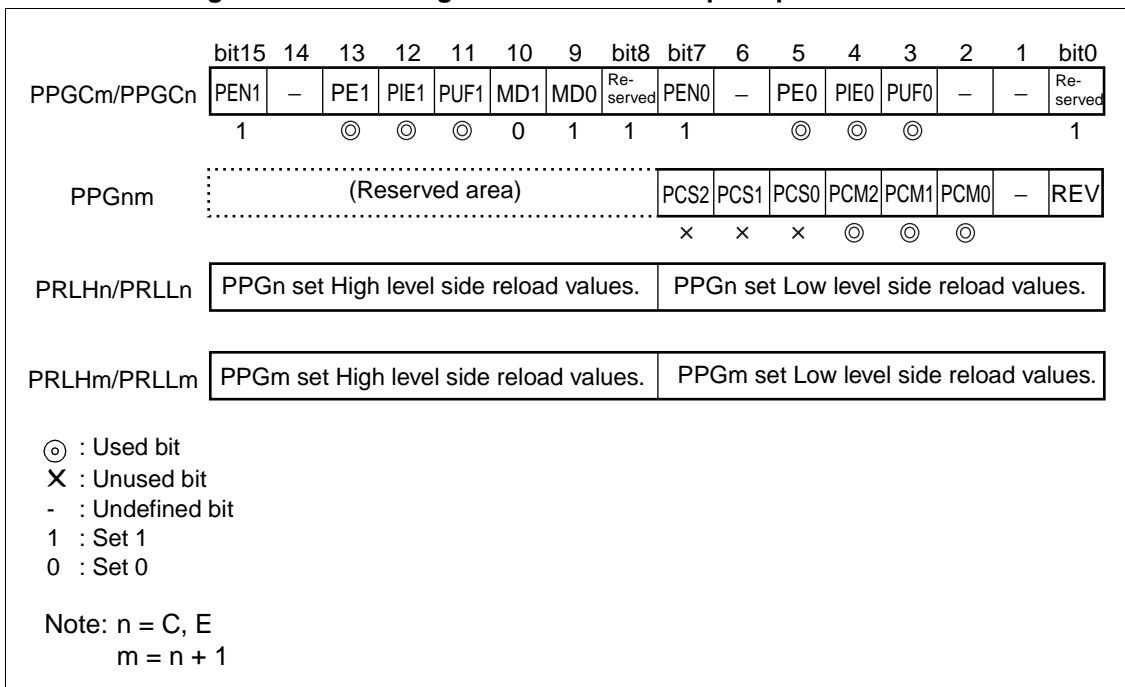 bit15 14 13 12 11 10 9 bit8 bit7 6 5 4 3 2 1 bit0
PPGCm/PPGCn PEN1 – PE1 PIE1 PUF1 MD1 MD0 Re-served PEN0 – PE0 PIE0 PUF0 – – Re-served
1 ◎ ◎ ◎ 0 1 1 1 ◎ ◎ ◎ 1
PPGnm (Reserved area) PCS2 PCS1 PCS0 PCM2 PCM1 PCM0 – REV
× × × ◎ ◎ ◎
PRLHn/PRLLn PPGn set High level side reload values. PPGn set Low level side reload values.
PRLHm/PRLLm PPGm set High level side reload values. PPGm set Low level side reload values.
◎ : Used bit
× : Unused bit
- : Undefined bit
1 : Set 1
0 : Set 0
Note: n = C, E
m = n + 1